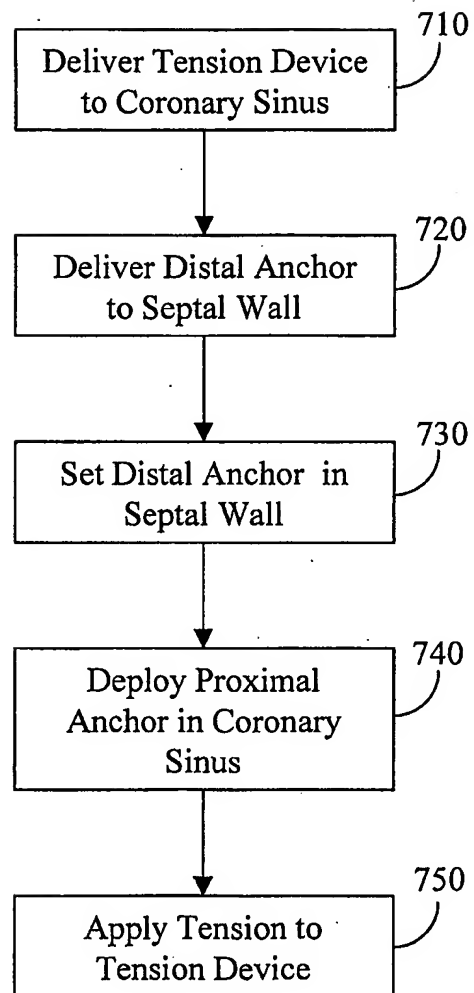 710
Deliver Tension Device
to Coronary Sinus
720
Deliver Distal Anchor
to Septal Wall
730
Set Distal Anchor in
Septal Wall
740
Deploy Proximal
Anchor in Coronary
Sinus
750
Apply Tension to
Tension Device